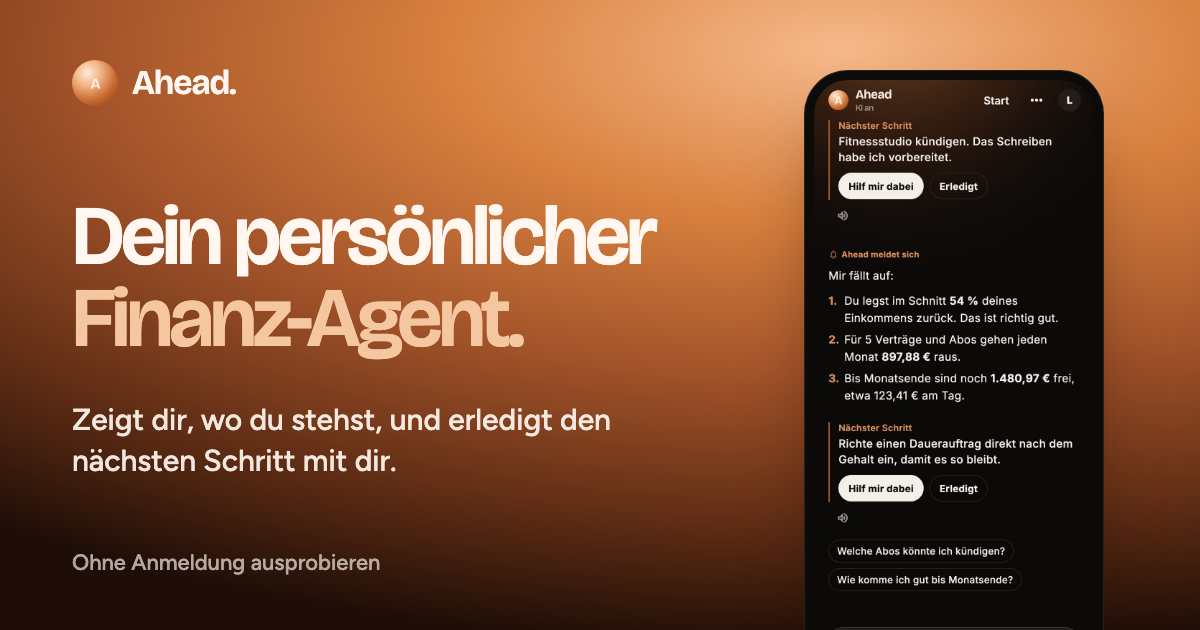 A
Ahead.
Dein persönlicher
Finanz-Agent.
Zeigt dir, wo du stehst, und erledigt den
nächsten Schritt mit dir.
Ohne Anmeldung ausprobieren
A
Ahead
KI an
Start
•••
L
Nächster Schritt
Fitnessstudio kündigen. Das Schreiben
habe ich vorbereitet.
Hilf mir dabei
Erledigt
Ahead meldet sich
Mir fällt auf:
1. Du legst im Schnitt 54 % deines
Einkommens zurück. Das ist richtig gut.
2. Für 5 Verträge und Abos gehen jeden
Monat 897,88 € raus.
3. Bis Monatsende sind noch 1.480,97 € frei,
etwa 123,41 € am Tag.
Nächster Schritt
Richte einen Dauerauftrag direkt nach dem
Gehalt ein, damit es so bleibt.
Hilf mir dabei
Erledigt
Welche Abos könnte ich kündigen?
Wie komme ich gut bis Monatsende?